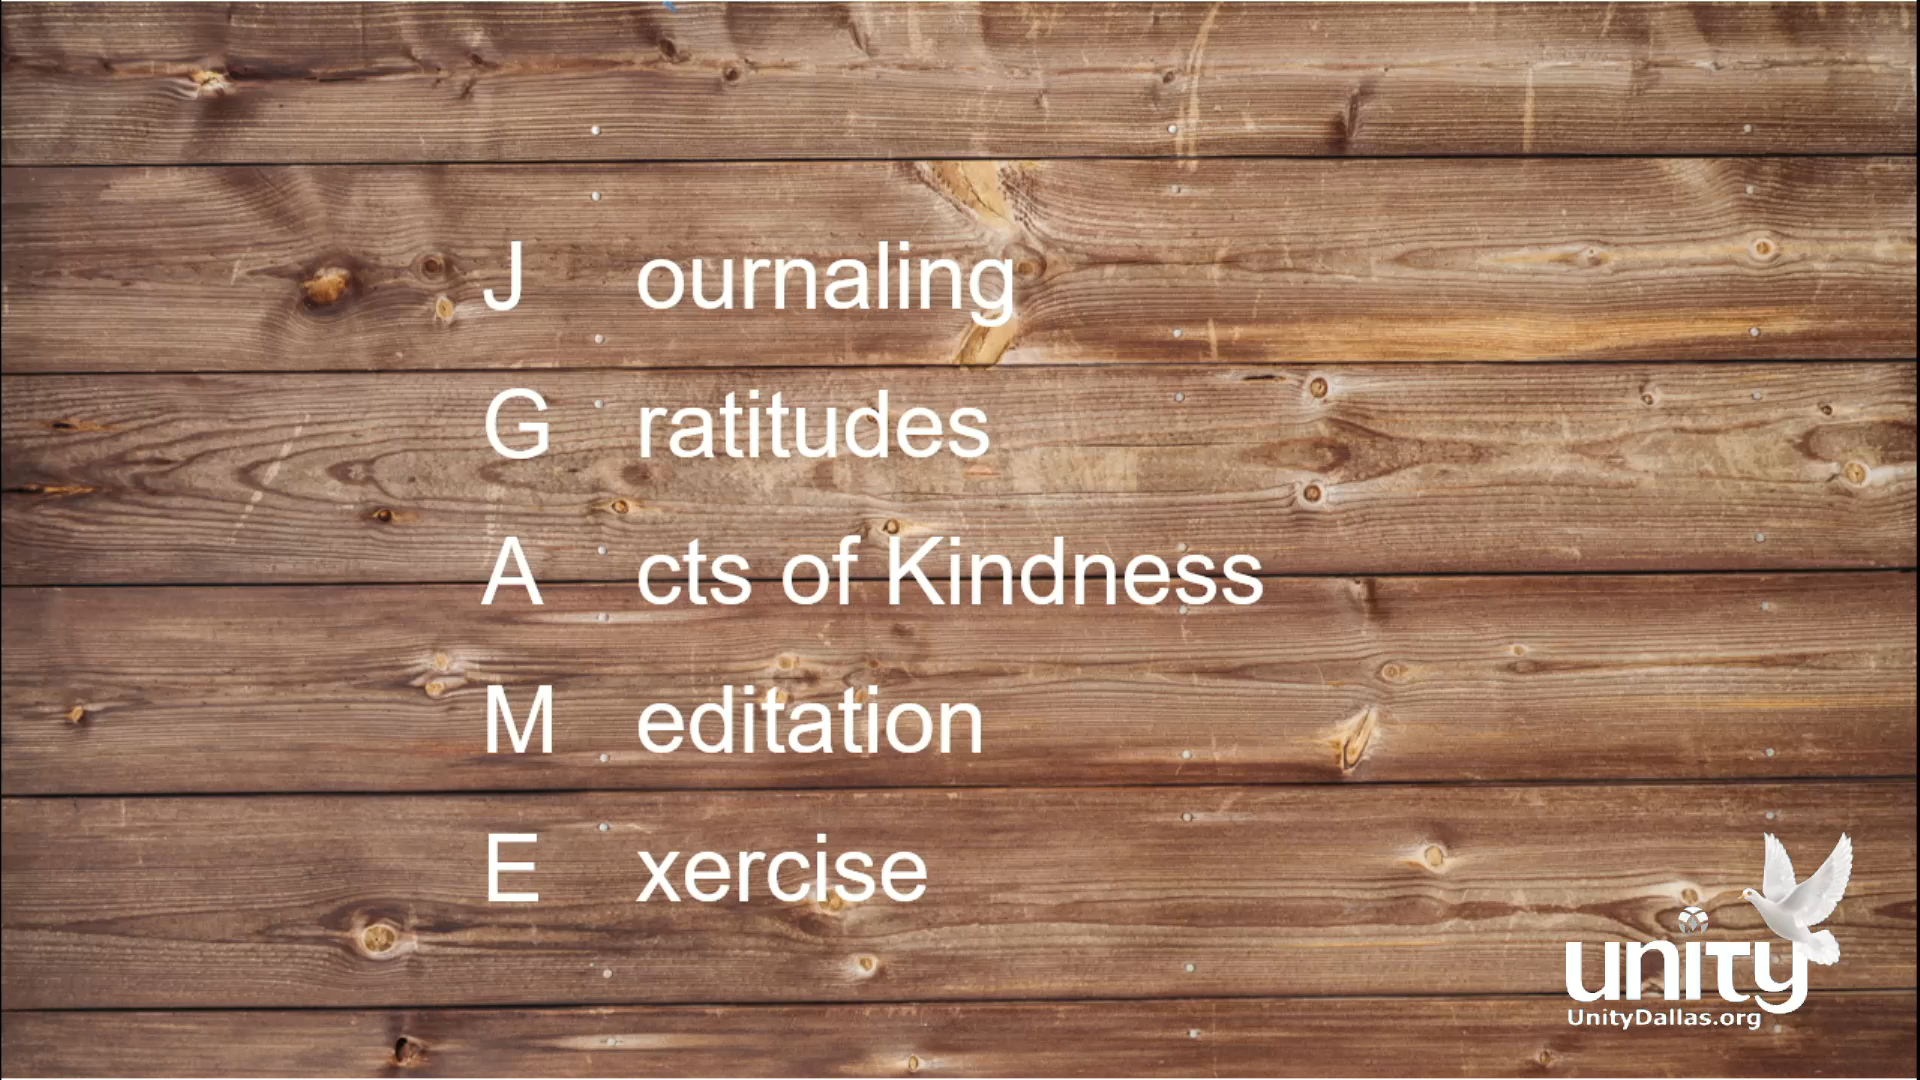 J ournaling
G ratitudes
A cts of Kindness
M editation
E xercise
unity
UnityDallas.org